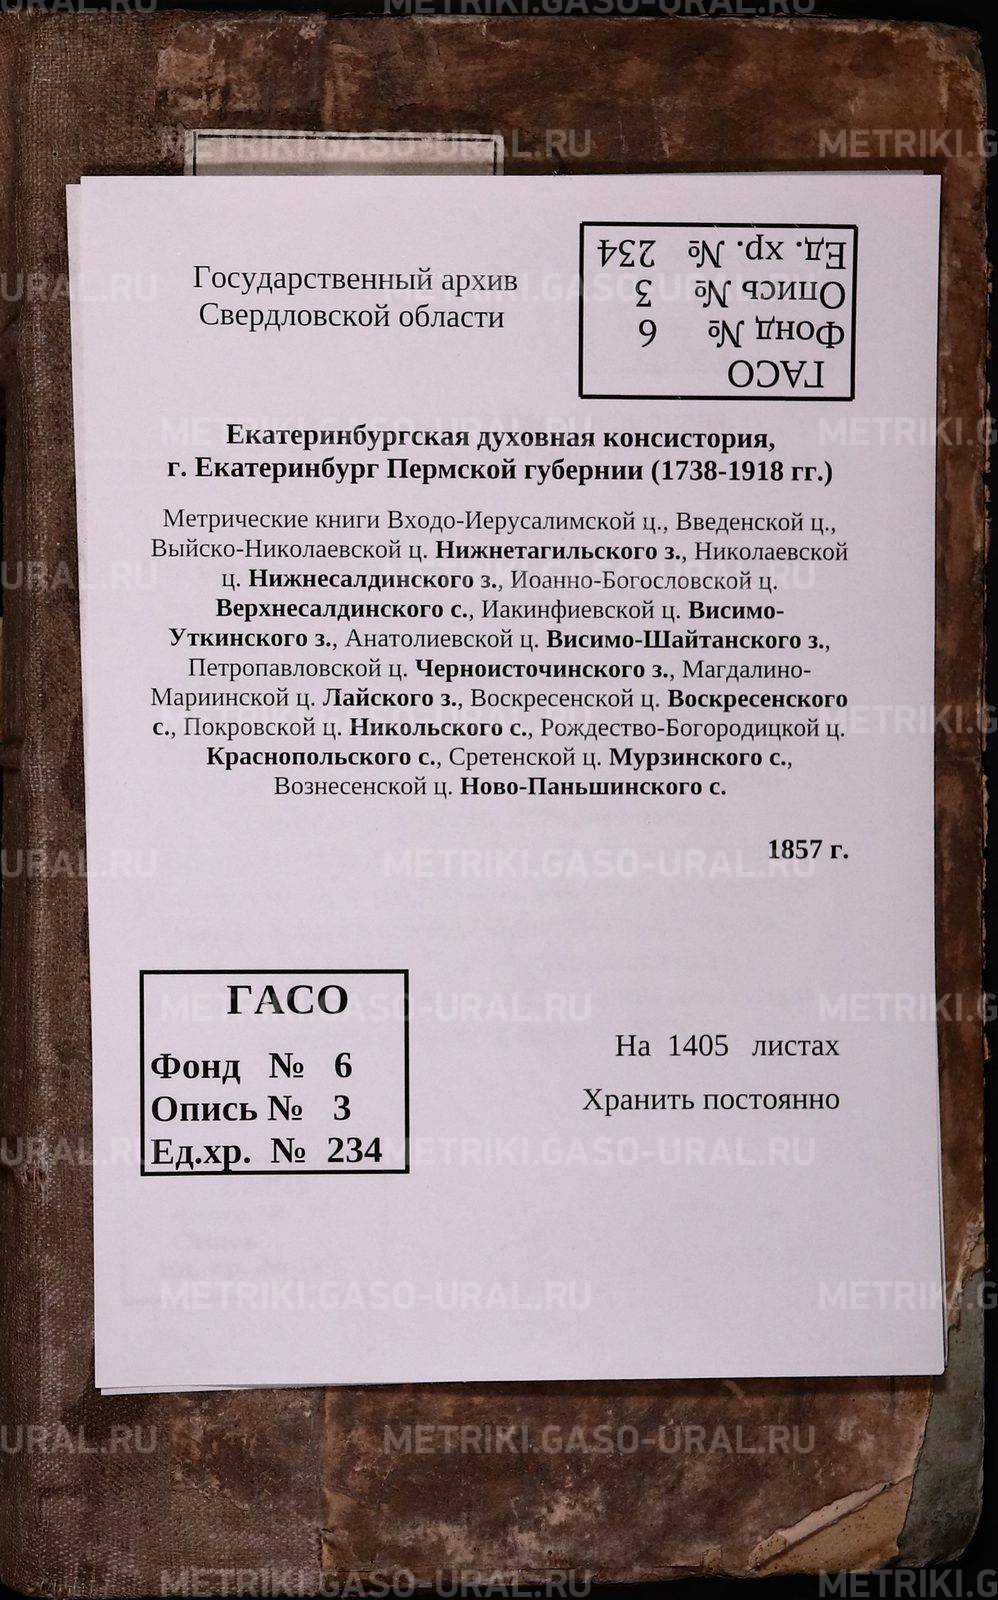 Государственный архив
Свердловской области
ГАСО
Фонд № 6
Опись № 3
Ед. хр. № 234
Екатеринбургская духовная консистория,
г. Екатеринбург Пермской губернии (1738-1918 гг.)
Метрические книги Входо-Иерусалимской ц., Введенской ц.,
Выйско-Николаевской ц. Нижнетагильского з., Николаевской
ц. Нижнесалдинского з., Иоанно-Богословской ц.
Верхнесалдинского с., Иакинфиевской ц. Висимо-
Уткинского з., Анатолиевской ц. Висимо-Шайтанского з.,
Петропавловской ц. Черноисточинского з., Магдалино-
Мариинской ц. Лайского з., Воскресенской ц. Воскресенского
с., Покровской ц. Никольского с., Рождество-Богородицкой ц.
Краснопольского с., Сретенской ц. Мурзинского с.,
Вознесенской ц. Ново-Паньшинского с.
1857 г.
ГАСО
Фонд № 6
Опись № 3
Ед.хр. № 234
На 1405 листах
Хранить постоянно
METRIKI.GASO-URAL.RU